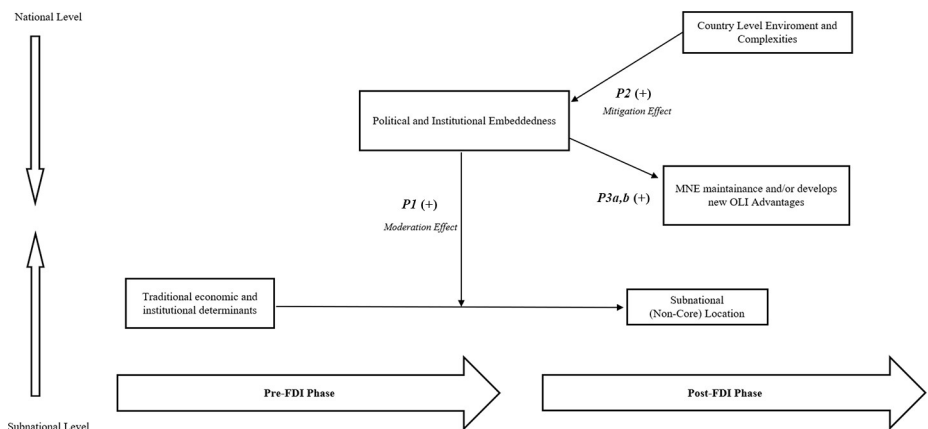 National Level
Country Level Enviroment and
Complexities
P2 (+)
Mitigation Effect
Political and Institutional Embeddedness
P1 (+)
Moderation Effect
P3a,b (+)
MNE maintainance and/or develops
new OLI Advantages
Traditional economic and
institutional determinants
Subnational
(Non-Core) Location
Pre-FDI Phase
Post-FDI Phase
Subnational Level